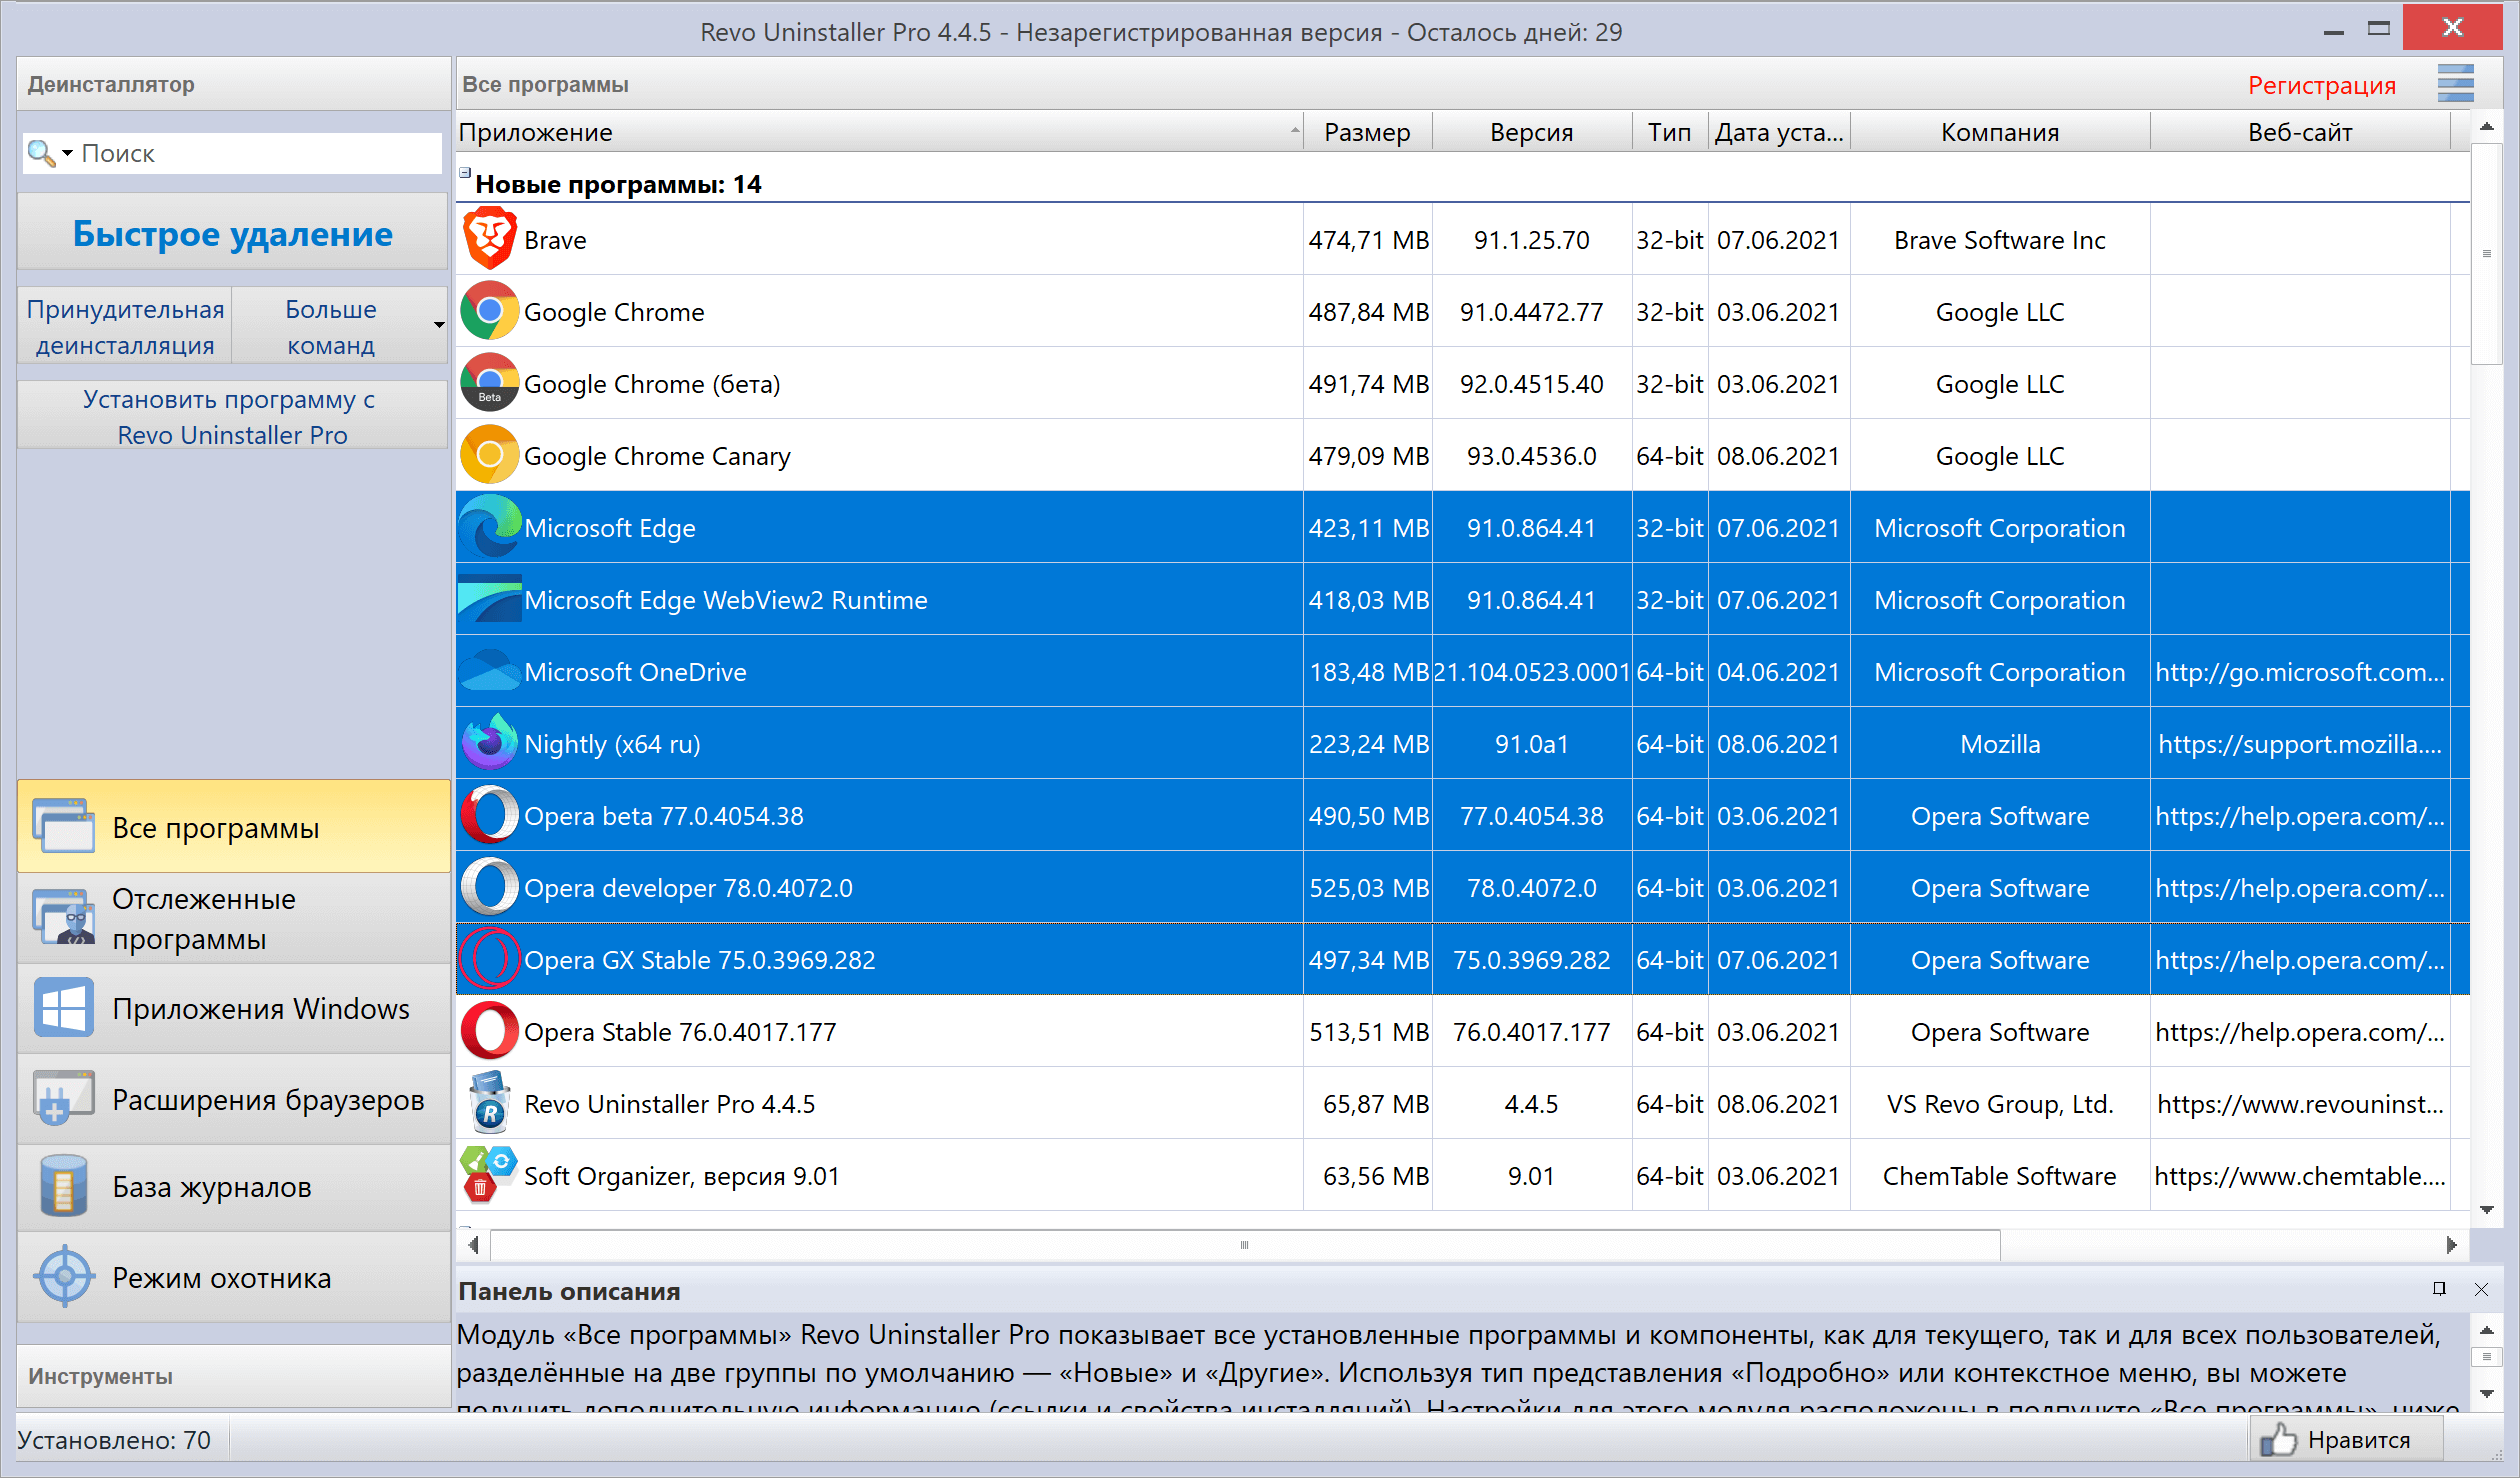 Revo Uninstaller Pro 4.4.5 - Незарегистрированная версия - Осталось дней: 29
Деинсталлятор
Поиск
Быстрое удаление
Принудительная деинсталляция
Больше команд
Установить программу с
Revo Uninstaller Pro
Все программы
Отслеженные
программы
Приложения Windows
Расширения браузеров
База журналов
Режим охотника
Инструменты
Все программы Регистрация
Приложение Размер Версия Тип Дата уста... Компания Веб-сайт
Новые программы: 14
Brave 474,71 MB 91.1.25.70 32-bit 07.06.2021 Brave Software Inc
Google Chrome 487,84 MB 91.0.4472.77 32-bit 03.06.2021 Google LLC
Beta Google Chrome (бета) 491,74 MB 92.0.4515.40 32-bit 03.06.2021 Google LLC
Google Chrome Canary 479,09 MB 93.0.4536.0 64-bit 08.06.2021 Google LLC
Microsoft Edge 423,11 MB 91.0.864.41 32-bit 07.06.2021 Microsoft Corporation
Microsoft Edge WebView2 Runtime 418,03 MB 91.0.864.41 32-bit 07.06.2021 Microsoft Corporation
Microsoft OneDrive 183,48 MB 21.104.0523.0001 64-bit 04.06.2021 Microsoft Corporation http://go.microsoft.com...
Nightly (x64 ru) 223,24 MB 91.0a1 64-bit 08.06.2021 Mozilla https://support.mozilla....
Opera beta 77.0.4054.38 490,50 MB 77.0.4054.38 64-bit 03.06.2021 Opera Software https://help.opera.com/...
Opera developer 78.0.4072.0 525,03 MB 78.0.4072.0 64-bit 03.06.2021 Opera Software https://help.opera.com/...
Opera GX Stable 75.0.3969.282 497,34 MB 75.0.3969.282 64-bit 07.06.2021 Opera Software https://help.opera.com/...
Opera Stable 76.0.4017.177 513,51 MB 76.0.4017.177 64-bit 03.06.2021 Opera Software https://help.opera.com/...
Revo Uninstaller Pro 4.4.5 65,87 MB 4.4.5 64-bit 08.06.2021 VS Revo Group, Ltd. https://www.revouninst...
Soft Organizer, версия 9.01 63,56 MB 9.01 64-bit 03.06.2021 ChemTable Software https://www.chemtable....
Панель описания
Модуль «Все программы» Revo Uninstaller Pro показывает все установленные программы и компоненты, как для текущего, так и для всех пользователей,
разделённые на две группы по умолчанию — «Новые» и «Другие». Используя тип представления «Подробно» или контекстное меню, вы можете
получить дополнительную информацию (ссылки и свойства инсталляций). Настройки для этого модуля расположены в подпункте «Все программы», ниже
Установлено: 70
Нравится